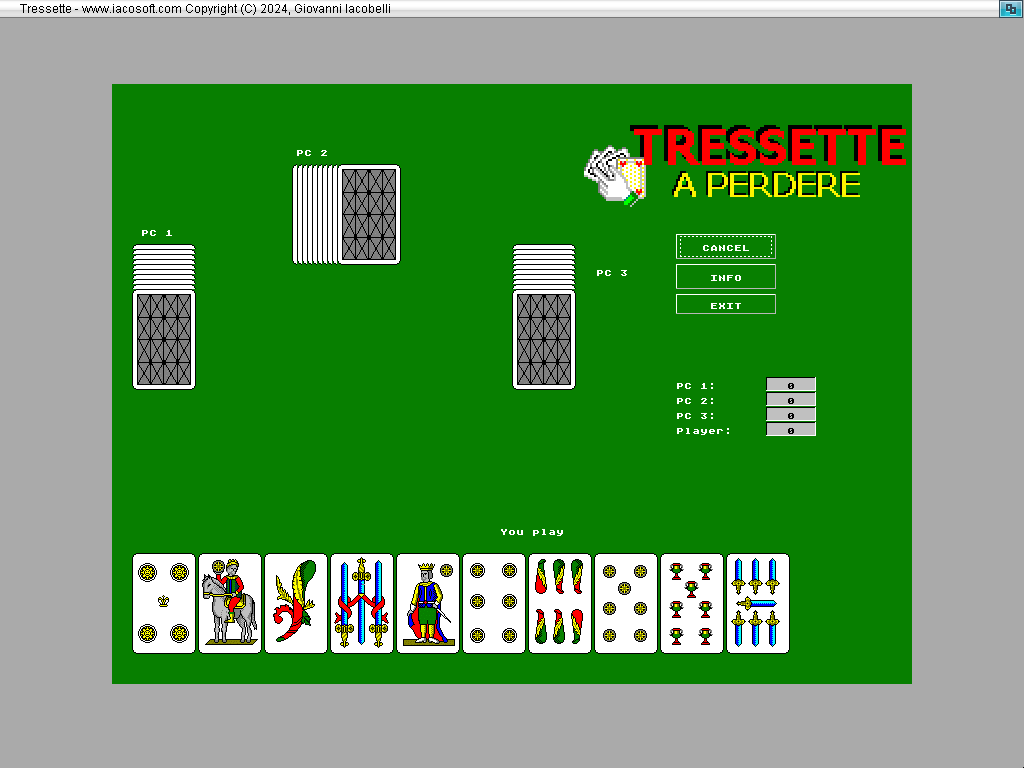 Tressette - www.iacosoft.com Copyright (C) 2024, Giovanni Iacobelli
TRESSETTE
A PERDERE
PC 2
PC 1
PC 3
CANCEL
INFO
EXIT
PC 1: 0
PC 2: 0
PC 3: 0
Player: 0
You play